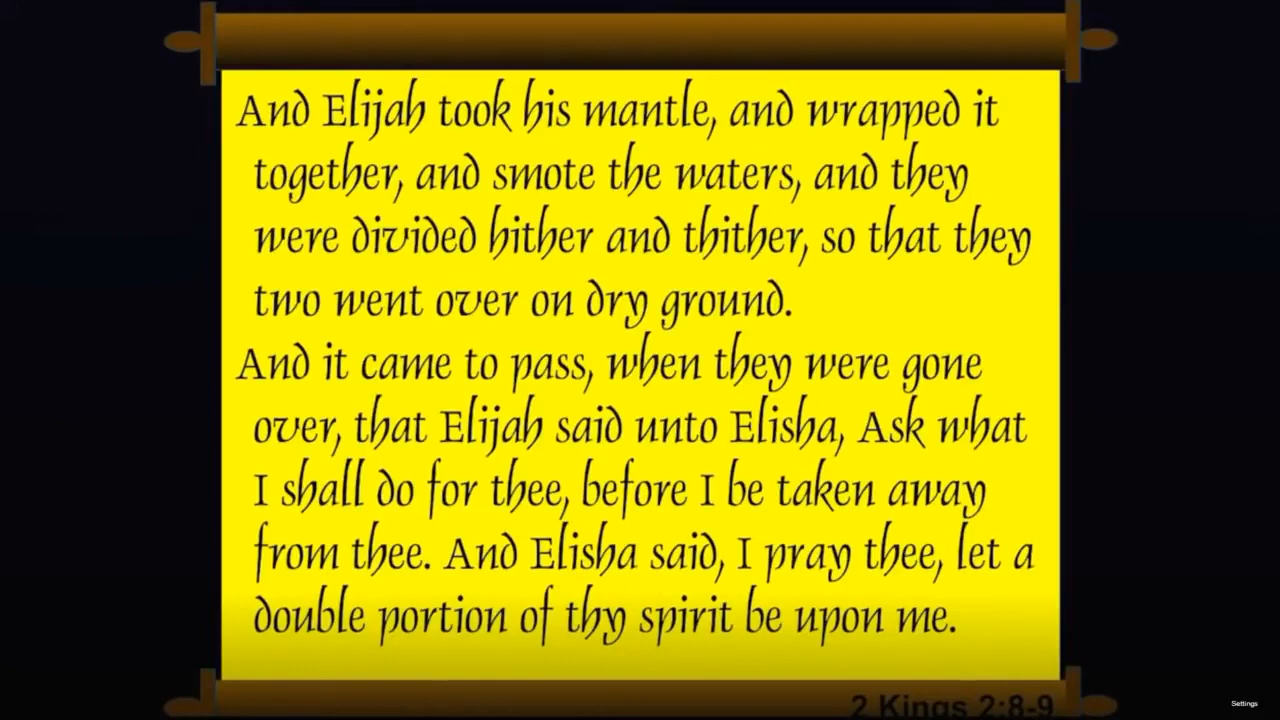 And Elijah took his mantle, and wrapped it
together, and smote the waters, and they
were divided hither and thither, so that they
two went over on dry ground.
And it came to pass, when they were gone
over, that Elijah said unto Elisha, Ask what
I shall do for thee, before I be taken away
from thee. And Elisha said, I pray thee, let a
double portion of thy spirit be upon me.
2 Kings 2:8-9
Settings